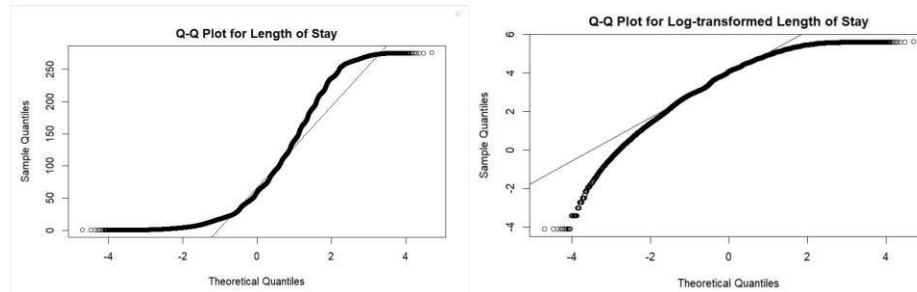 Q-Q Plot for Length of Stay
Sample Quantiles
250
200
150
100
50
0
-4 -2 0 2 4
Theoretical Quantiles
Q-Q Plot for Log-transformed Length of Stay
Sample Quantiles
6
4
2
0
-2
-4
-4 -2 0 2 4
Theoretical Quantiles